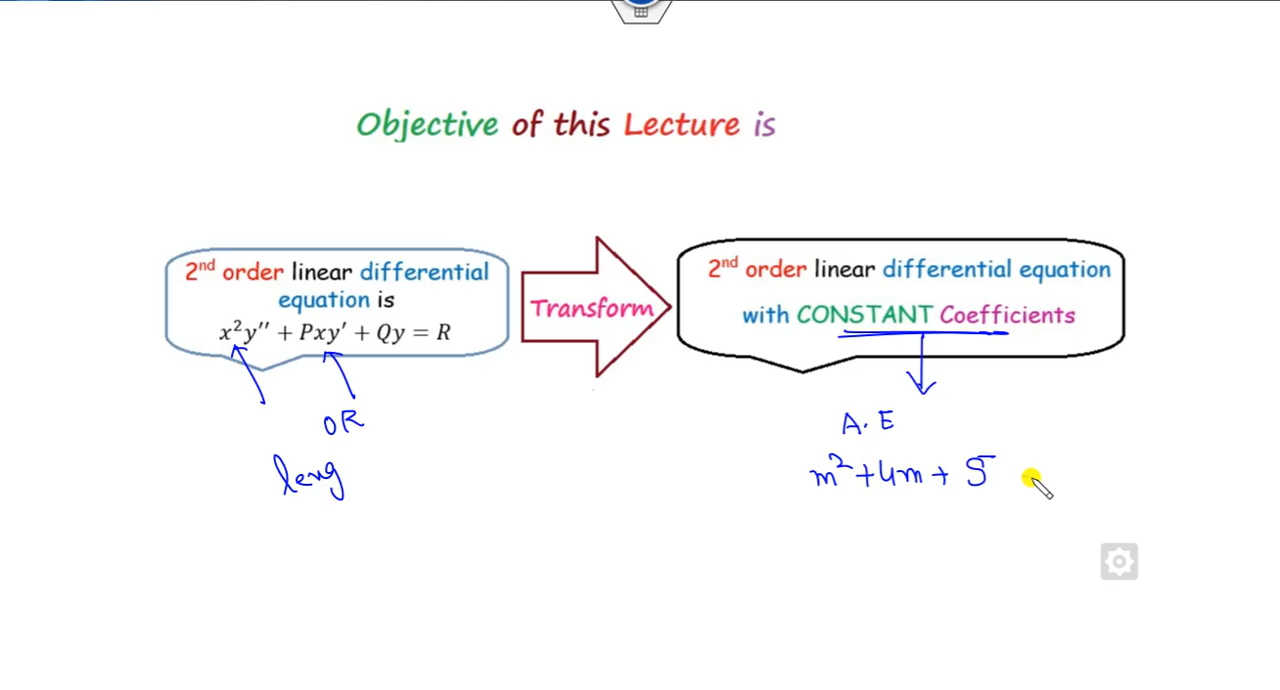 Objective of this Lecture is
2nd order linear differential
equation is
x²y′′ + Pxy′ + Qy = R
Transform
2nd order linear differential equation
with CONSTANT Coefficients
OR
leng
A.E
m²+4m+5